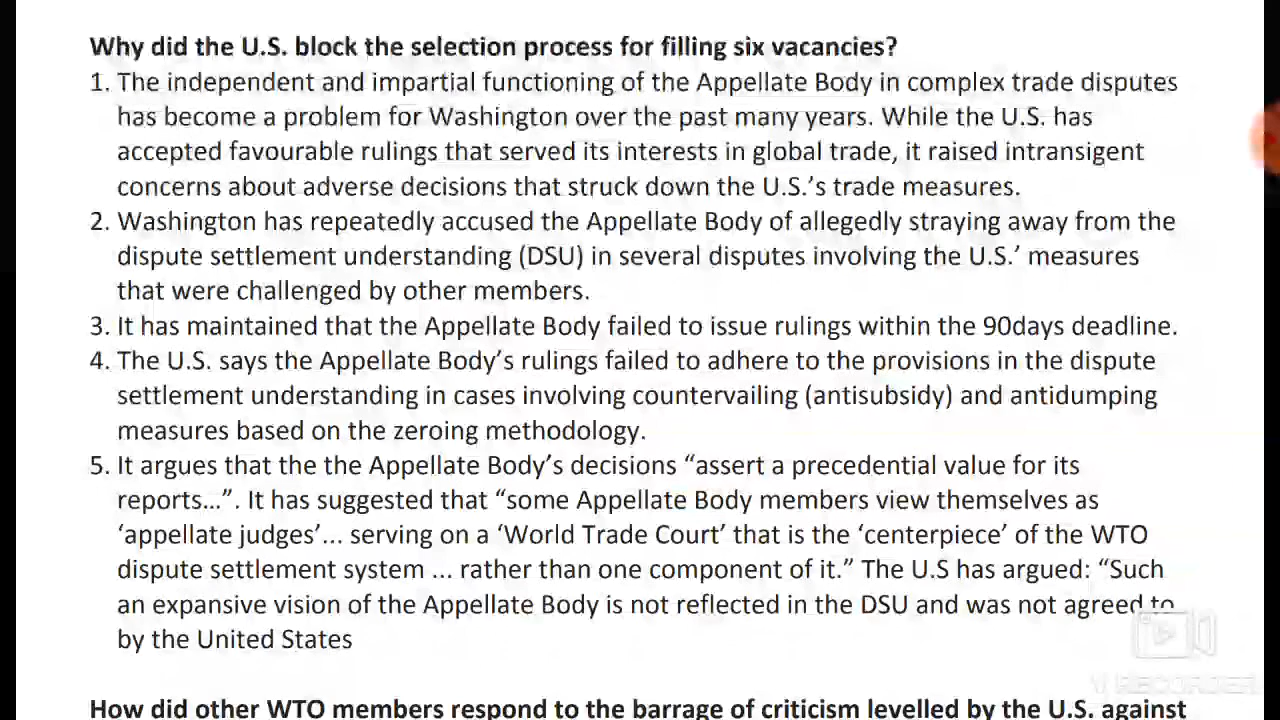 Why did the U.S. block the selection process for filling six vacancies?
1. The independent and impartial functioning of the Appellate Body in complex trade disputes
has become a problem for Washington over the past many years. While the U.S. has
accepted favourable rulings that served its interests in global trade, it raised intransigent
concerns about adverse decisions that struck down the U.S.’s trade measures.
2. Washington has repeatedly accused the Appellate Body of allegedly straying away from the
dispute settlement understanding (DSU) in several disputes involving the U.S.’ measures
that were challenged by other members.
3. It has maintained that the Appellate Body failed to issue rulings within the 90days deadline.
4. The U.S. says the Appellate Body’s rulings failed to adhere to the provisions in the dispute
settlement understanding in cases involving countervailing (antisubsidy) and antidumping
measures based on the zeroing methodology.
5. It argues that the the Appellate Body’s decisions “assert a precedential value for its
reports...”. It has suggested that “some Appellate Body members view themselves as
‘appellate judges’... serving on a ‘World Trade Court’ that is the ‘centerpiece’ of the WTO
dispute settlement system ... rather than one component of it.” The U.S has argued: “Such
an expansive vision of the Appellate Body is not reflected in the DSU and was not agreed to
by the United States
RECORDER
How did other WTO members respond to the barrage of criticism levelled by the U.S. against